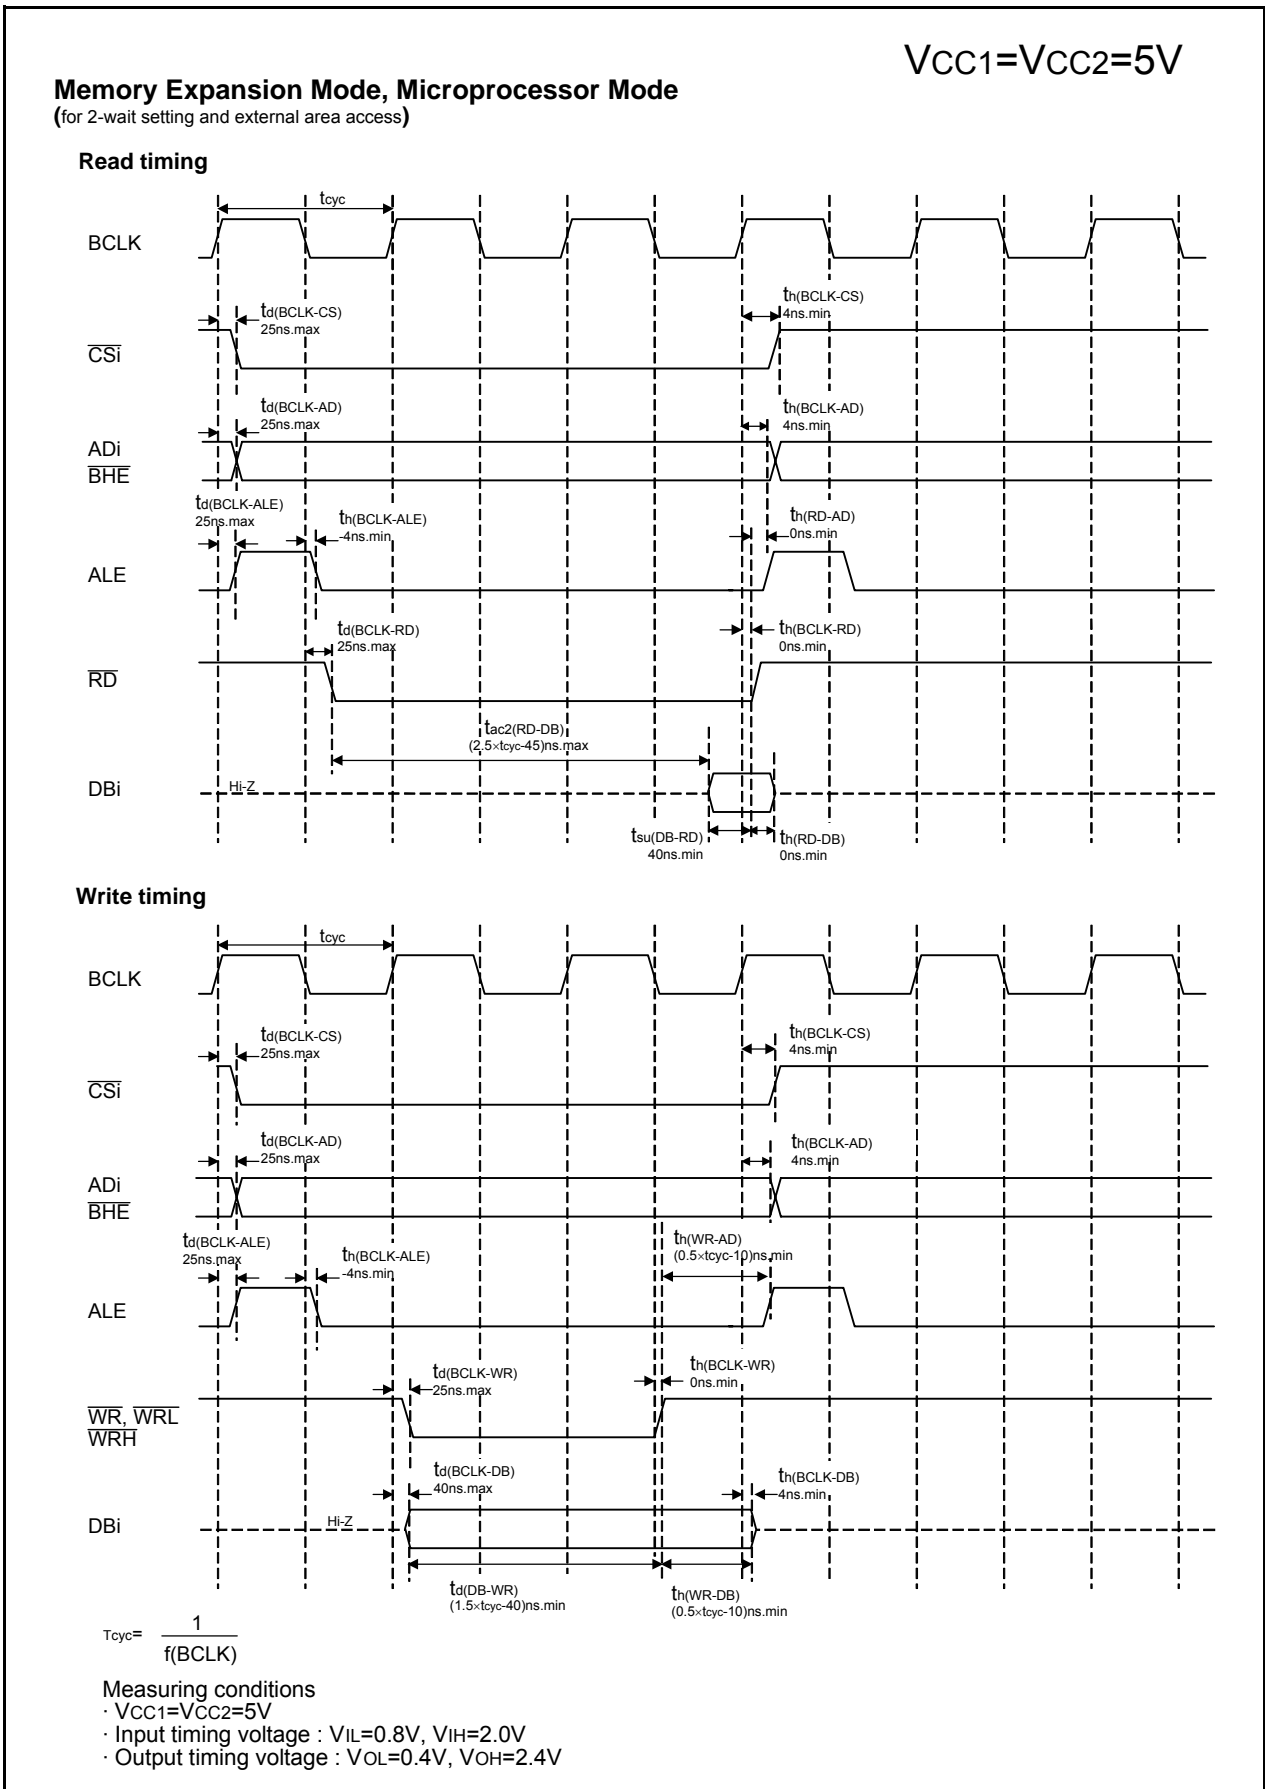 VCC1=VCC2=5V
Memory Expansion Mode, Microprocessor Mode
(for 2-wait setting and external area access)
Read timing
tcyc
BCLK
td(BCLK-CS)
25ns.max
th(BCLK-CS)
4ns.min
CSi
td(BCLK-AD)
25ns.max
th(BCLK-AD)
4ns.min
ADi
BHE
td(BCLK-ALE)
25ns.max
th(BCLK-ALE)
-4ns.min
th(RD-AD)
0ns.min
ALE
td(BCLK-RD)
25ns.max
th(BCLK-RD)
0ns.min
RD
tac2(RD-DB)
(2.5×tcyc-45)ns.max
DBi
Hi-Z
tsu(DB-RD)
40ns.min
th(RD-DB)
0ns.min
Write timing
tcyc
BCLK
td(BCLK-CS)
25ns.max
th(BCLK-CS)
4ns.min
CSi
td(BCLK-AD)
25ns.max
th(BCLK-AD)
4ns.min
ADi
BHE
td(BCLK-ALE)
25ns.max
th(BCLK-ALE)
-4ns.min
th(WR-AD)
(0.5×tcyc-10)ns.min
ALE
td(BCLK-WR)
25ns.max
th(BCLK-WR)
0ns.min
WR, WRL
WRH
td(BCLK-DB)
40ns.max
th(BCLK-DB)
4ns.min
DBi
Hi-Z
td(DB-WR)
(1.5×tcyc-40)ns.min
th(WR-DB)
(0.5×tcyc-10)ns.min
Tcyc= 1
f(BCLK)
Measuring conditions
· VCC1=VCC2=5V
· Input timing voltage : VIL=0.8V, VIH=2.0V
· Output timing voltage : VOL=0.4V, VOH=2.4V